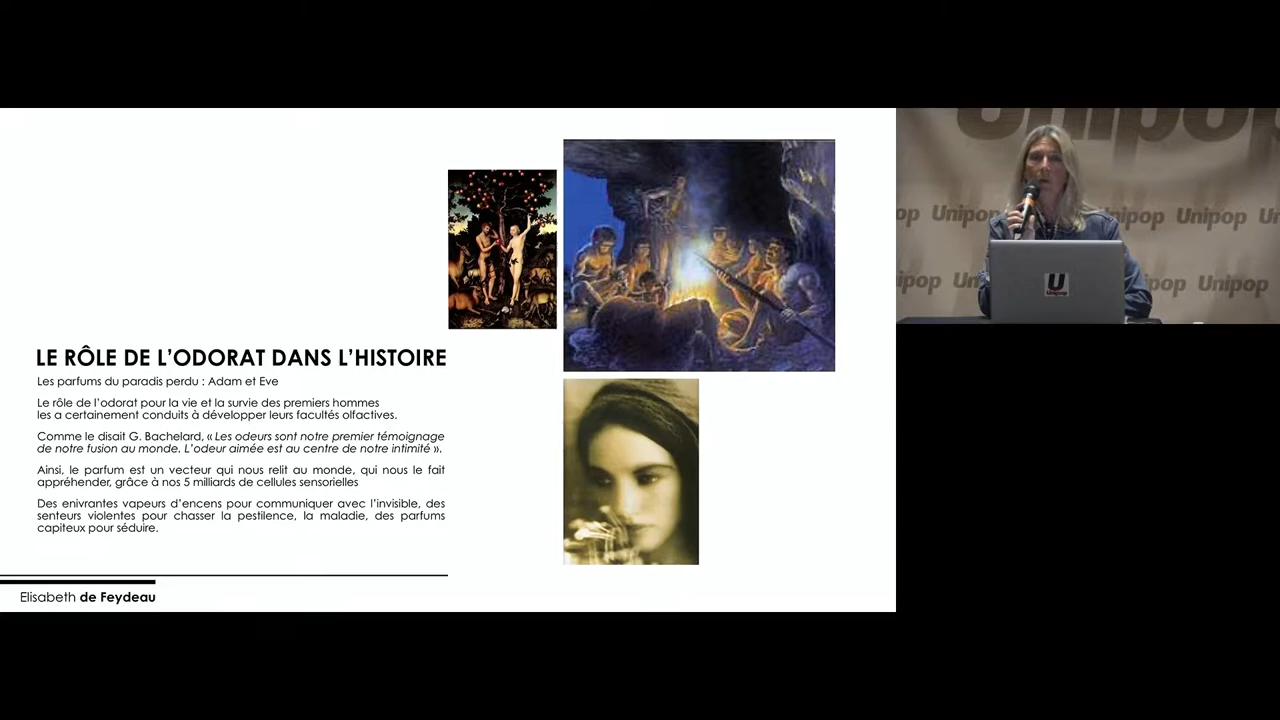 LE RÔLE DE L'ODORAT DANS L'HISTOIRE
Les parfums du paradis perdu : Adam et Eve
Le rôle de l'odorat pour la vie et la survie des premiers hommes
les a certainement conduits à développer leurs facultés olfactives.
Comme le disait G. Bachelard, « Les odeurs sont notre premier témoignage
de notre fusion au monde. L'odeur aimée est au centre de notre intimité ».
Ainsi, le parfum est un vecteur qui nous relit au monde, qui nous le fait
appréhender, grâce à nos 5 milliards de cellules sensorielles
Des enivrantes vapeurs d'encens pour communiquer avec l'invisible, des
senteurs violentes pour chasser la pestilence, la maladie, des parfums
capiteux pour séduire.
Elisabeth de Feydeau
Unipop
op Unipop Unipop Unipop Un
ipop Un Unipop Unipop
U
Unipop